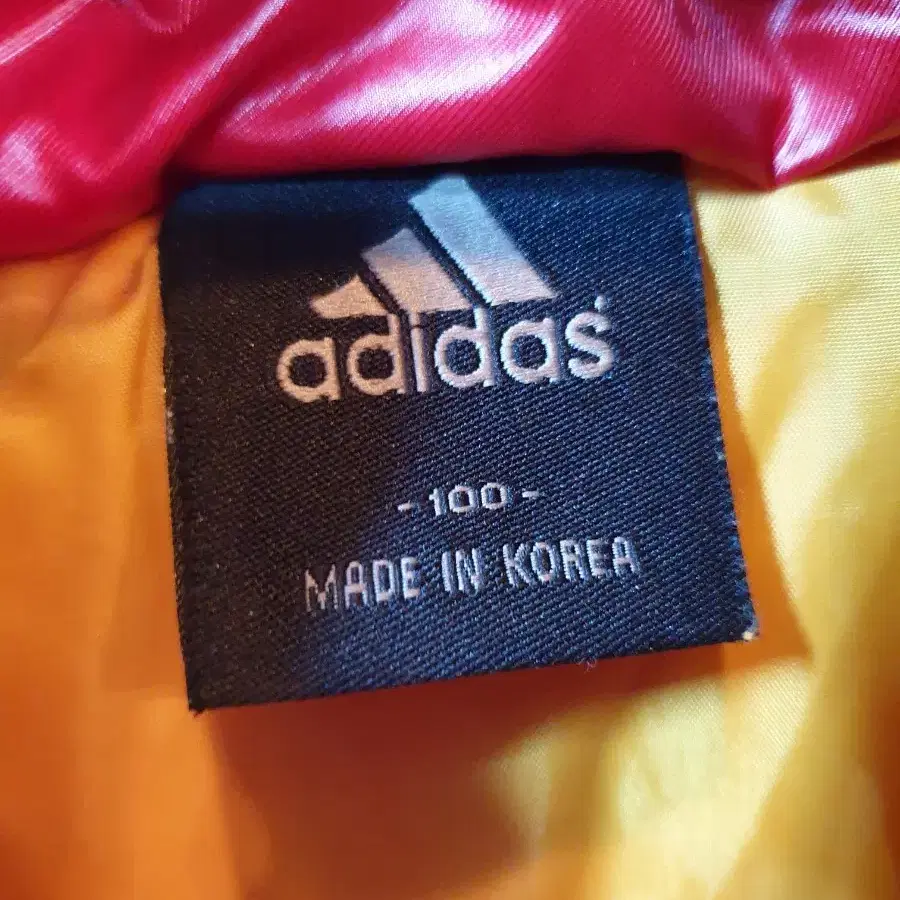 adidas
- 100 -
MADE IN KOREA